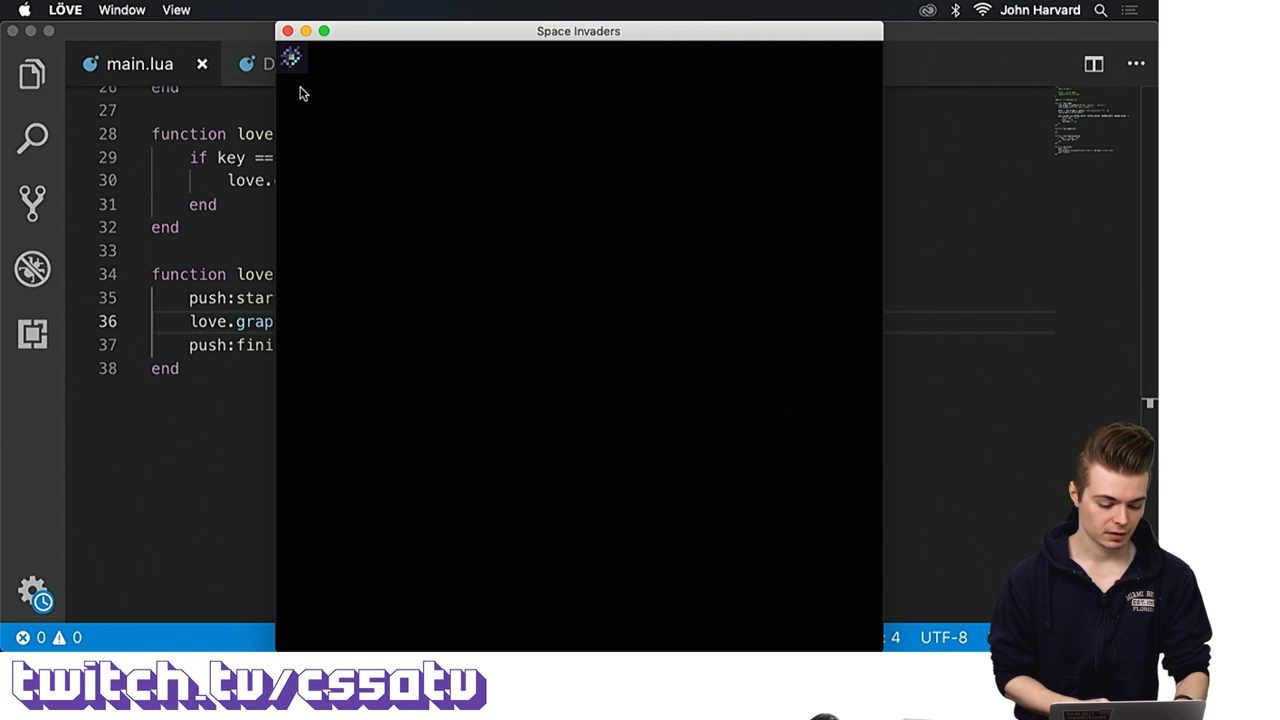 LÖVE Window View John Harvard
Space Invaders
main.lua
26 end
27
28 function love
29 if key ==
30 love.
31 end
32 end
33
34 function love
35 push:star
36 love.grap
37 push:fini
38 end
0 0 : 4 UTF-8
twitch.tv/cs50tv